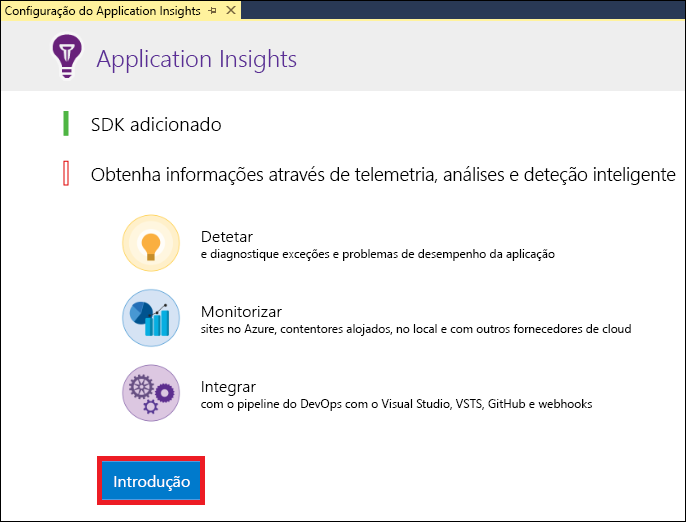 Configuração do Application Insights
Application Insights
SDK adicionado
Obtenha informações através de telemetria, análises e deteção inteligente
Detetar
e diagnostique exceções e problemas de desempenho da aplicação
Monitorizar
sites no Azure, contentores alojados, no local e com outros fornecedores de cloud
Integrar
com o pipeline do DevOps com o Visual Studio, VSTS, GitHub e webhooks
Introdução